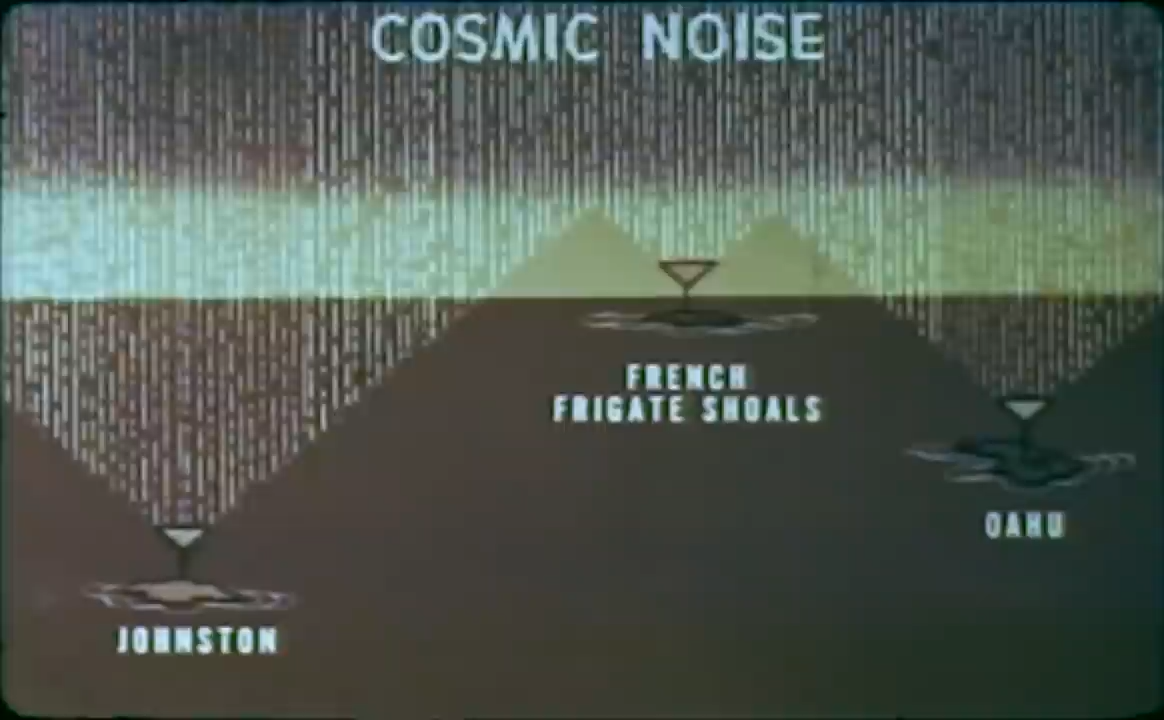 COSMIC NOISE
FRENCH
FRIGATE SHOALS
OAHU
JOHNSTON